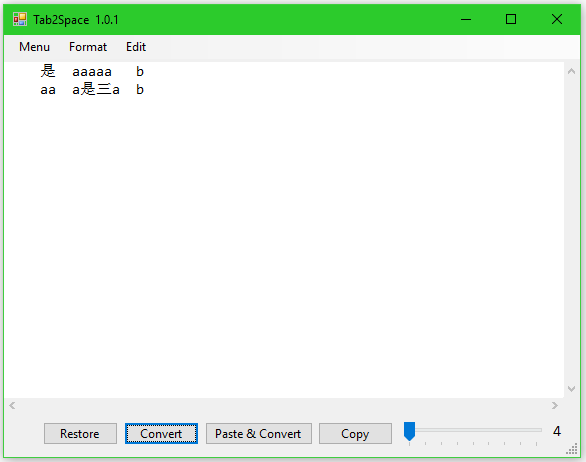 Tab2Space 1.0.1
Menu Format Edit
是 aaaaa b
aa a是三a b
Restore Convert Paste & Convert Copy 4